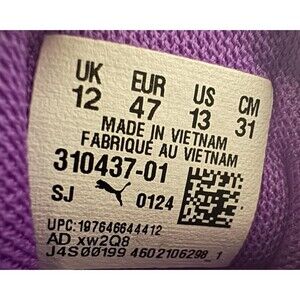 UK EUR US CM
12 47 13 31
MADE IN VIETNAM
FABRIQUÉ AU VIETNAM
310437-01
SJ 0124
UPC:197646644412
AD xw2Q8
J4S00199 4602106298_1